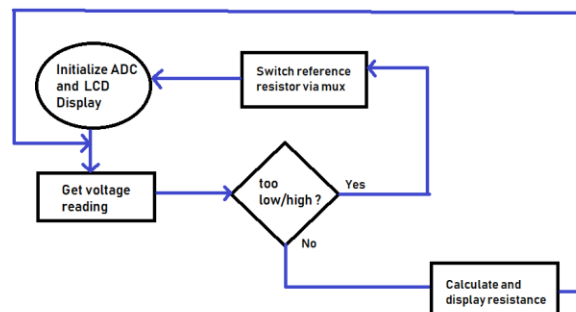 Initialize ADC
and LCD
Display
Switch reference
resistor via mux
Get voltage
reading
too
low/high ?
Yes
No
Calculate and
display resistance